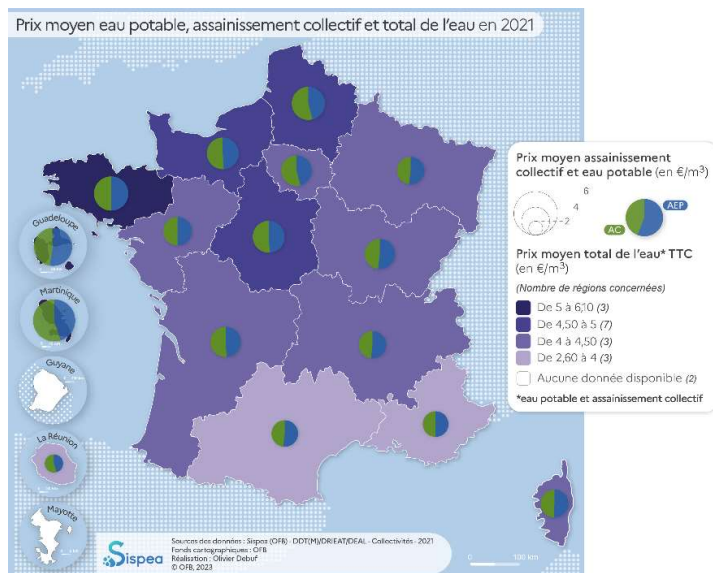 Prix moyen eau potable, assainissement collectif et total de l'eau en 2021
Guadeloupe
Martinique
Guyane
La Réunion
Mayotte
Prix moyen assainissement
collectif et eau potable (en €/m³)
6
4
2
AC
AEP
Prix moyen total de l'eau* TTC
(en €/m³)
(Nombre de régions concernées)
De 5 à 6,10 (3)
De 4,50 à 5 (7)
De 4 à 4,50 (3)
De 2,60 à 4 (3)
Aucune donnée disponible (2)
*eau potable et assainissement collectif
Sispea
Sources des données : Sispea (OFB) - DDT(M)/DRIEAT/DEAL - Collectivités - 2021
Fonds cartographiques : OFB
Réalisation : Olivier Debuf
© OFB, 2023
0 100 km